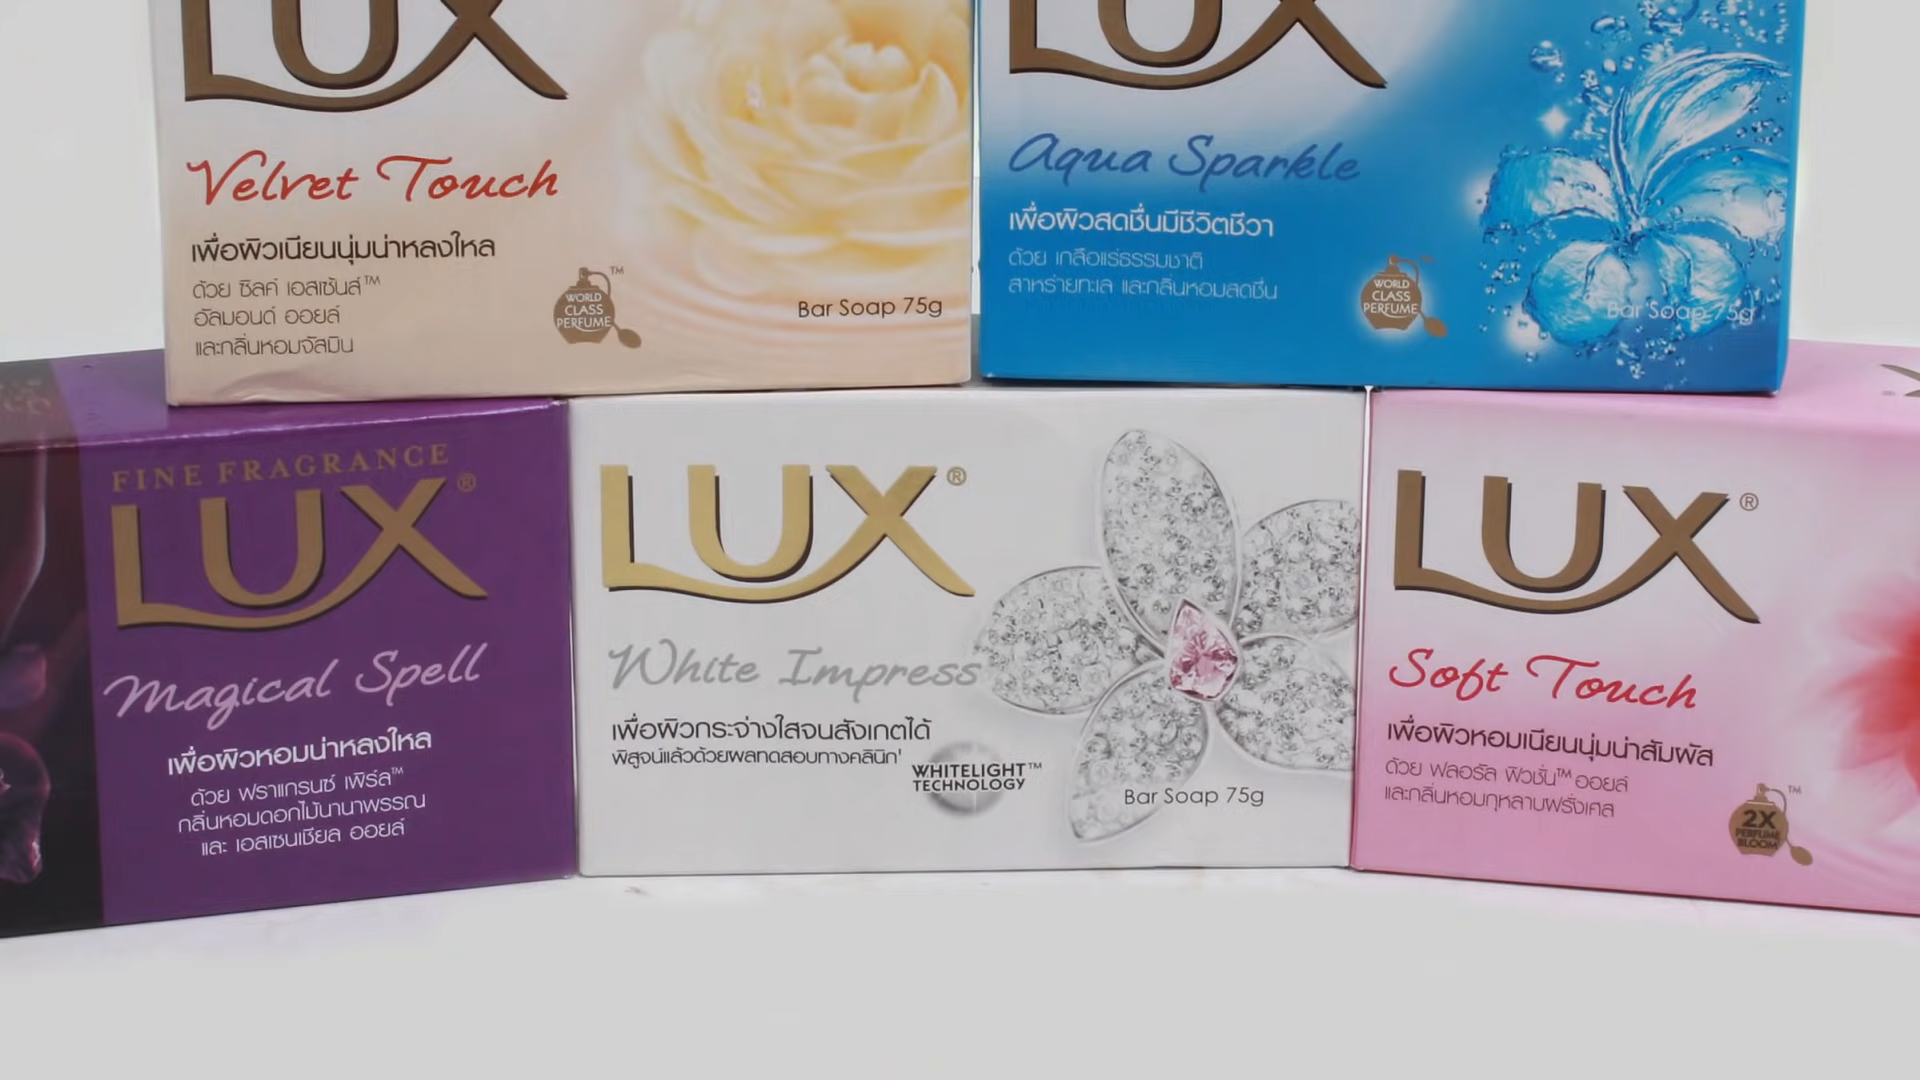 LUX
Velvet Touch
เพื่อผิวเนียนนุ่มน่าหลงใหล
ด้วย ซิลค์ เอสเซ้นส์™
อัลมอนด์ ออยล์
และกลิ่นหอมจัสมิน
WORLD
CLASS
PERFUME
™
Bar Soap 75g
LUX
Aqua Sparkle
เพื่อผิวสดชื่นมีชีวิตชีวา
ด้วย เกลือแร่ธรรมชาติ
สาหร่ายทะเล และกลิ่นหอมสดชื่น
WORLD
CLASS
PERFUME
™
Bar Soap 75g
FINE FRAGRANCE
LUX®
Magical Spell
เพื่อผิวหอมน่าหลงใหล
ด้วย ฟราแกรนซ์ เพิร์ล™
กลิ่นหอมดอกไม้นานาพรรณ
และ เอสเซนเชียล ออยล์
LUX®
White Impress
เพื่อผิวกระจ่างใสจนสังเกตได้
พิสูจน์แล้วด้วยผลทดสอบทางคลินิก¹
WHITELIGHT™
TECHNOLOGY
Bar Soap 75g
LUX®
Soft Touch
เพื่อผิวหอมเนียนนุ่มน่าสัมผัส
ด้วย ฟลอรัล ฟิวชั่น™ ออยล์
และกลิ่นหอมกุหลาบฝรั่งเศส
2X
PERFUME
BLOOM
™